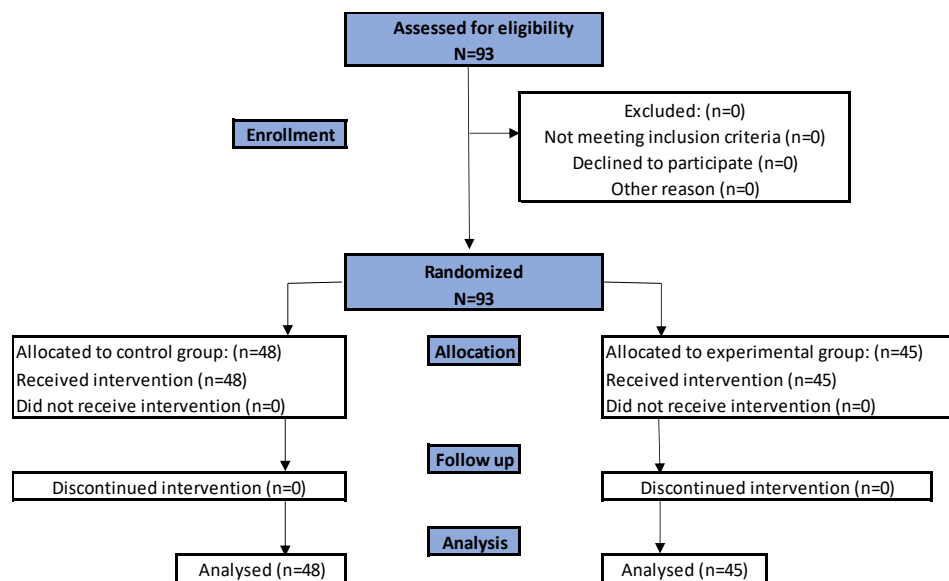 Assessed for eligibility
N=93
Enrollment
Excluded: (n=0)
Not meeting inclusion criteria (n=0)
Declined to participate (n=0)
Other reason (n=0)
Randomized
N=93
Allocated to control group: (n=48)
Received intervention (n=48)
Did not receive intervention (n=0)
Allocation
Allocated to experimental group: (n=45)
Received intervention (n=45)
Did not receive intervention (n=0)
Follow up
Discontinued intervention (n=0)
Discontinued intervention (n=0)
Analysis
Analysed (n=48)
Analysed (n=45)